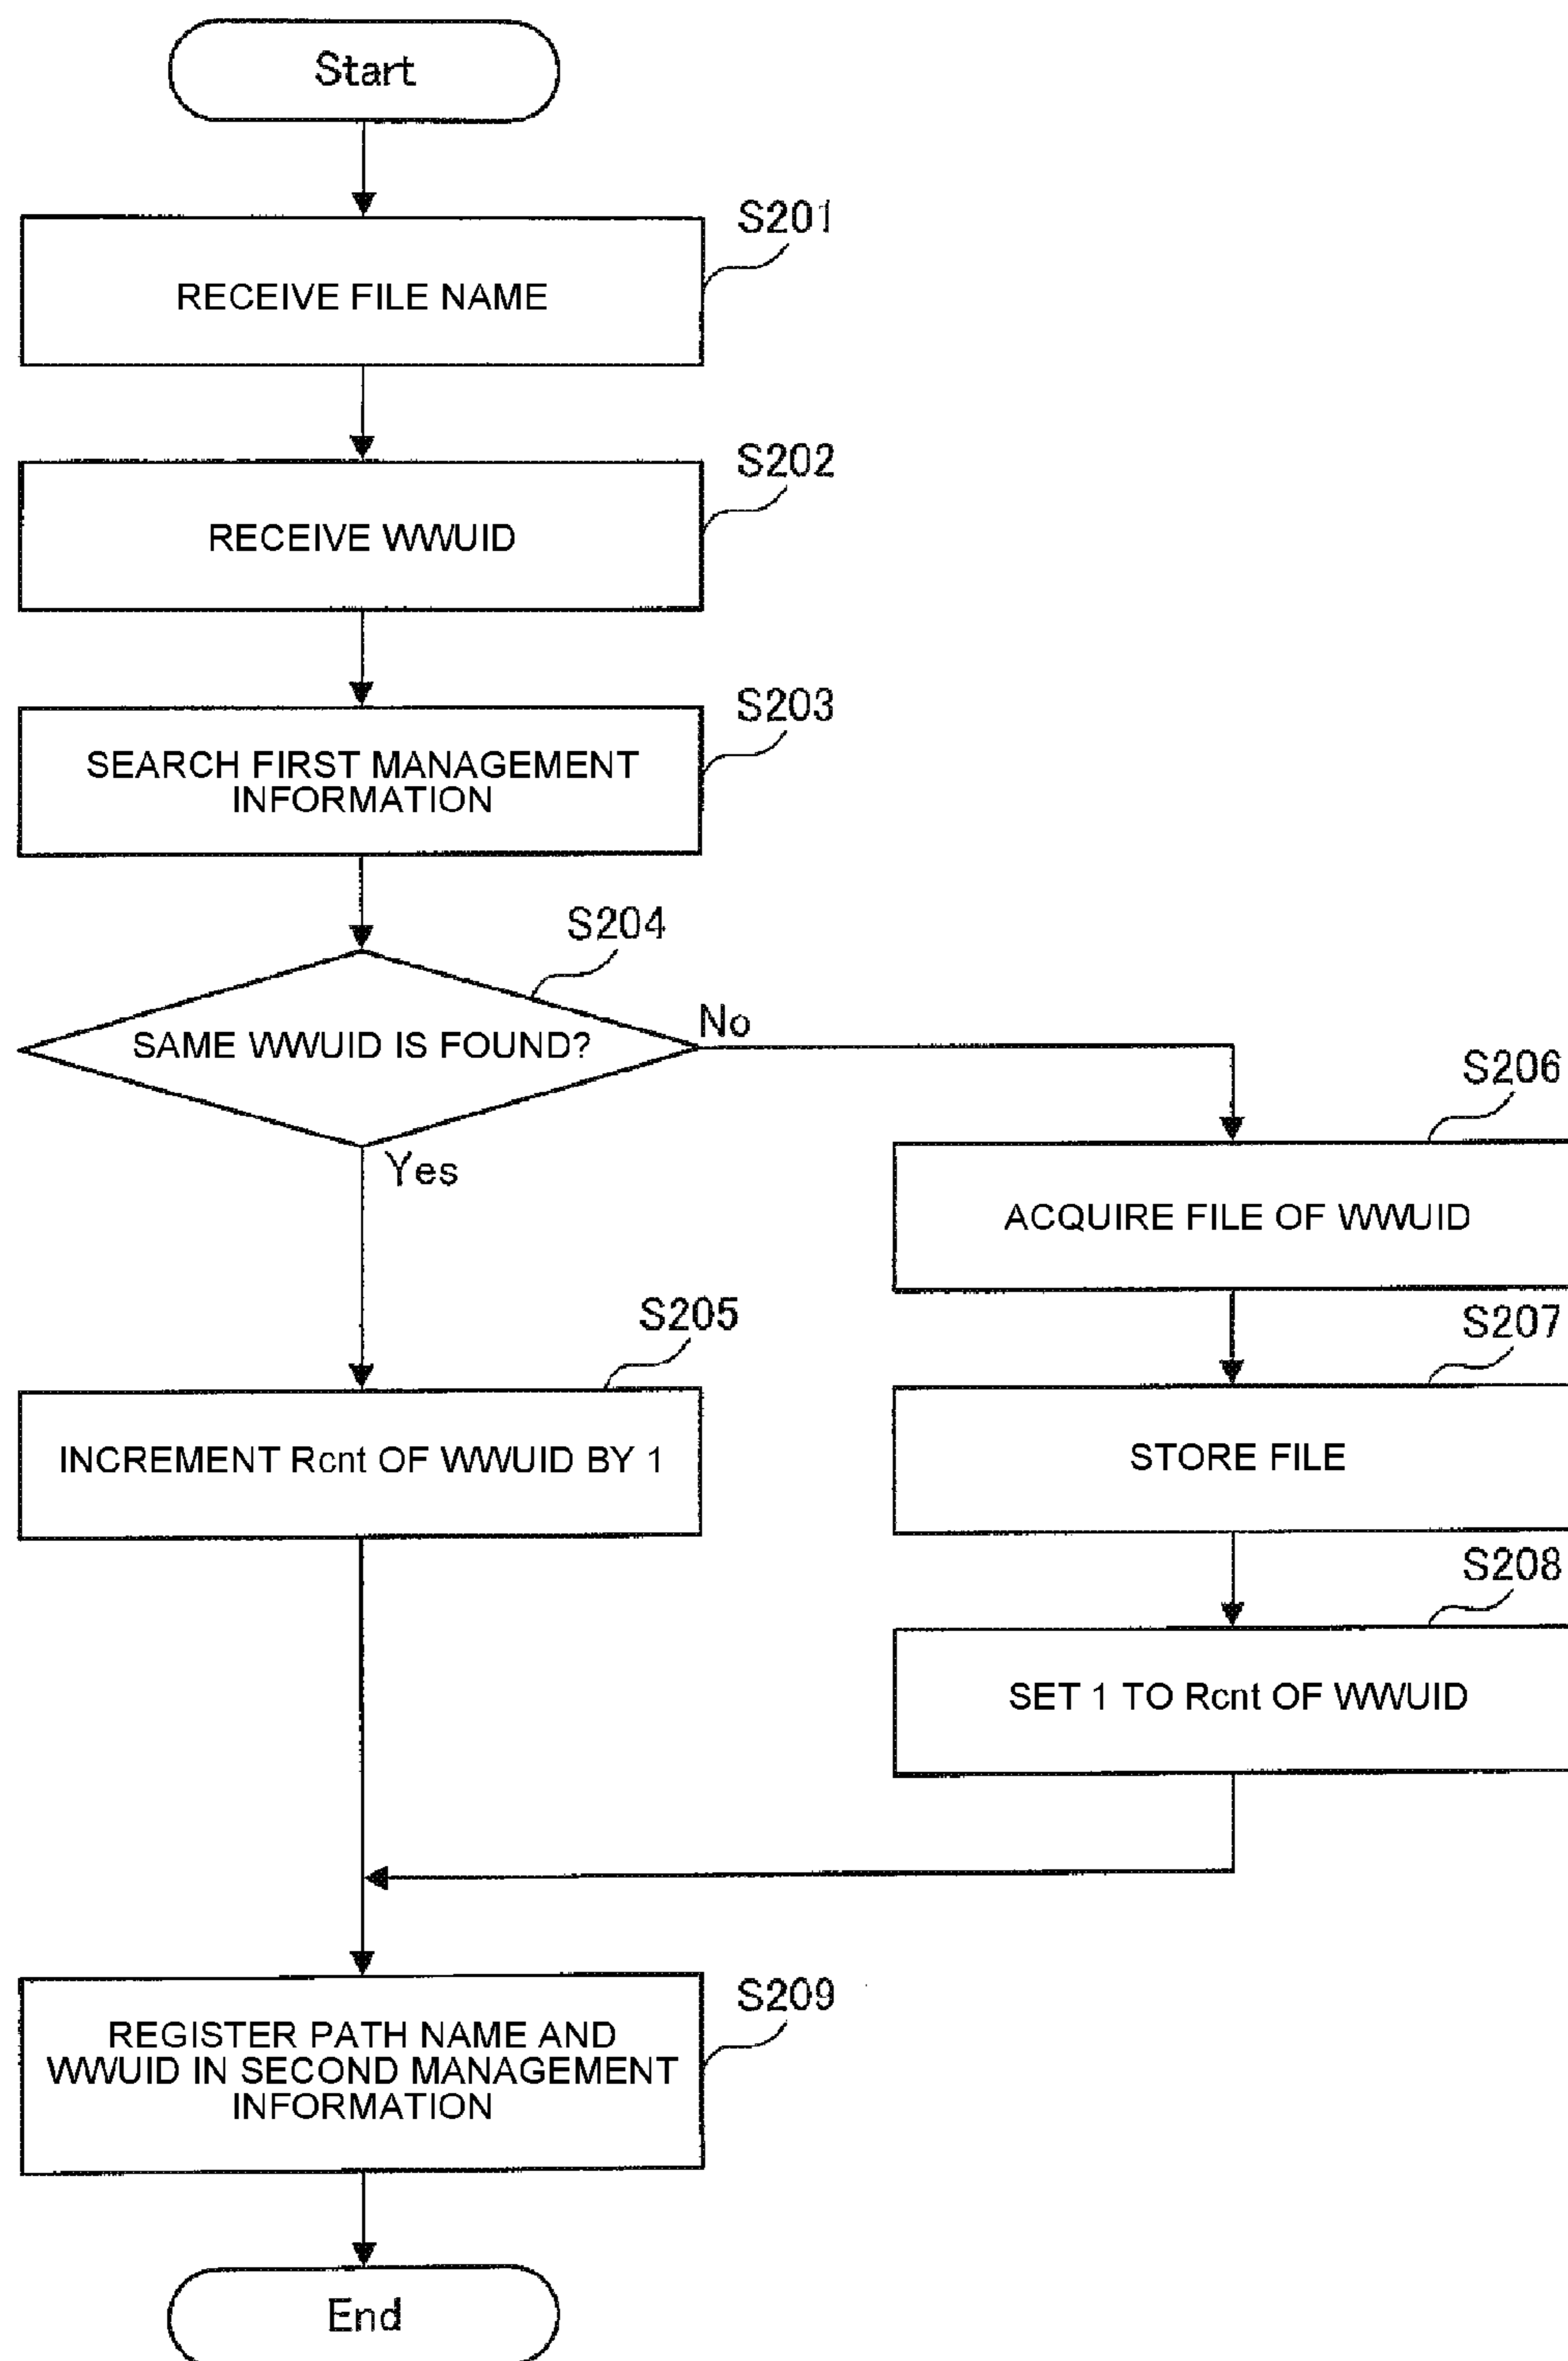 Start
S201
RECEIVE FILE NAME
S202
RECEIVE WWUID
S203
SEARCH FIRST MANAGEMENT
INFORMATION
S204
SAME WWUID IS FOUND?
No
Yes
S206
ACQUIRE FILE OF WWUID
S205
INCREMENT Rcnt OF WWUID BY 1
S207
STORE FILE
S208
SET 1 TO Rcnt OF WWUID
S209
REGISTER PATH NAME AND
WWUID IN SECOND MANAGEMENT
INFORMATION
End